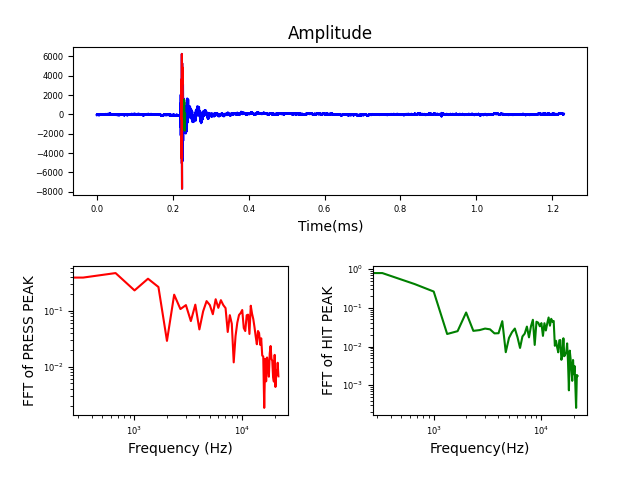 Amplitude
6000
4000
2000
0
−2000
−4000
−6000
−8000
0.0 0.2 0.4 0.6 0.8 1.0 1.2
Time(ms)
FFT of PRESS PEAK
10⁻¹
10⁻²
10³ 10⁴
Frequency (Hz)
FFT of HIT PEAK
10⁰
10⁻¹
10⁻²
10⁻³
10³ 10⁴
Frequency(Hz)